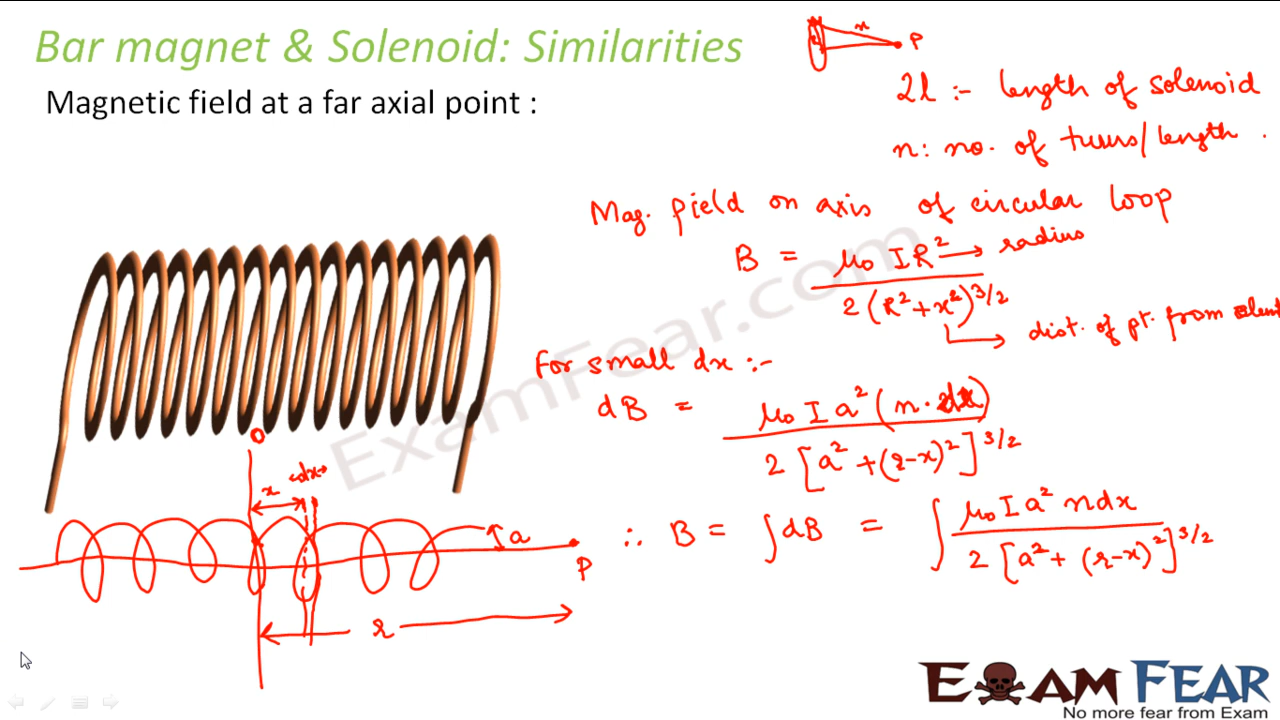 Bar magnet & Solenoid: Similarities
Magnetic field at a far axial point :
x
P
2l :- length of solenoid
n: no. of turns/length .
Mag. field on axis of circular loop
B = μ₀ I R² → radius
2 (R² + x²)^3/2
→ dist. of pt. from
For small dx :-
dB = μ₀ I a² (n · dx)
2 [a² + (r-x)²]^3/2
∴ B = ∫ dB = ∫ μ₀ I a² n dx
2 [a² + (r-x)²]^3/2
O
x
dx
a
P
r
ExamFear.com
EXAM FEAR
No more fear from Exam